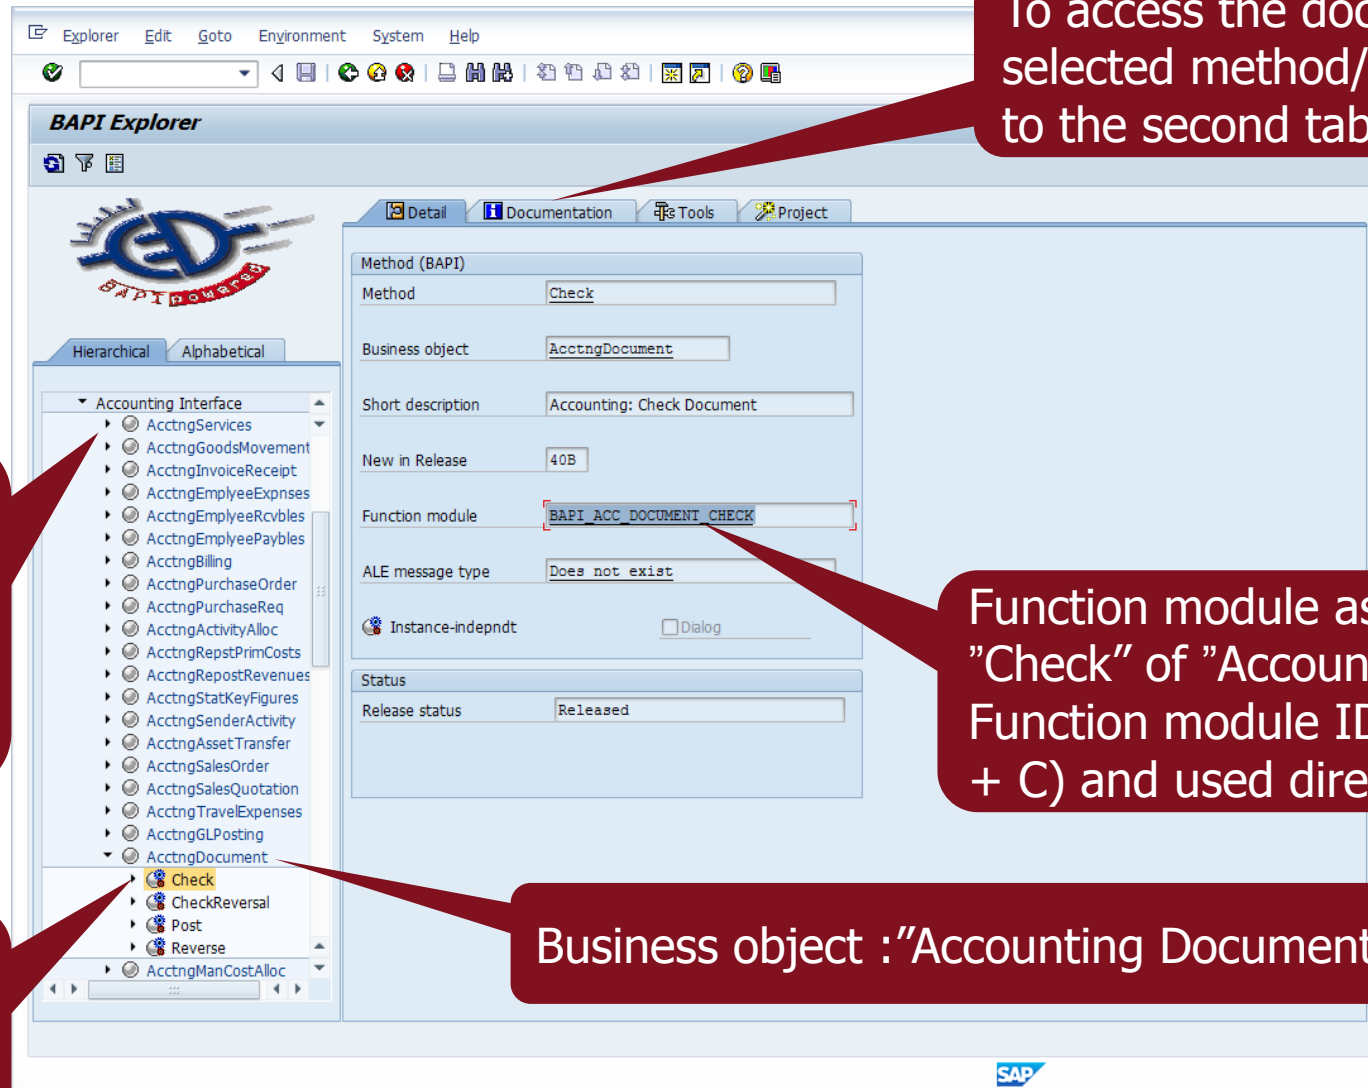 Explorer Edit Goto Environment System Help
To access the
selected method/
to the second tab
BAPI Explorer
BAPI powered
Detail Documentation Tools Project
Hierarchical Alphabetical
Accounting Interface
AcctngServices
AcctngGoodsMovement
AcctngInvoiceReceipt
AcctngEmplyeeExpnses
AcctngEmplyeeRcvbles
AcctngEmplyeePaybles
AcctngBilling
AcctngPurchaseOrder
AcctngPurchaseReq
AcctngActivityAlloc
AcctngRepstPrimCosts
AcctngRepostRevenues
AcctngStatKeyFigures
AcctngSenderActivity
AcctngAssetTransfer
AcctngSalesOrder
AcctngSalesQuotation
AcctngTravelExpenses
AcctngGLPosting
AcctngDocument
Check
CheckReversal
Post
Reverse
AcctngManCostAlloc
Method (BAPI)
Method Check
Business object AcctngDocument
Short description Accounting: Check Document
New in Release 40B
Function module BAPI_ACC_DOCUMENT_CHECK
ALE message type Does not exist
Instance-indepndt Dialog
Status
Release status Released
Function module
”Check” of ”Accoun
Function module ID
+ C) and used dire
Business object :”Accounting Document
SAP